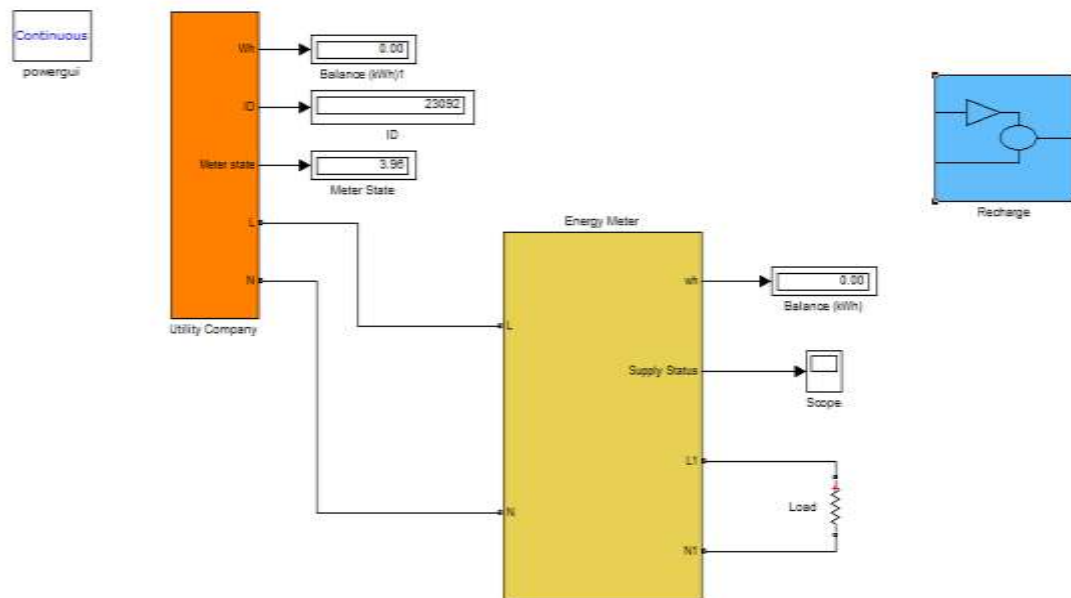 Continuous
powergui
Wh
0.00
Balance (kWh)1
ID
23092
ID
Meter state
3.96
Meter State
L
N
Utility Company
Energy Meter
L
N
wh
0.00
Balance (kWh)
Supply Status
Scope
L1
Load
N1
Recharge